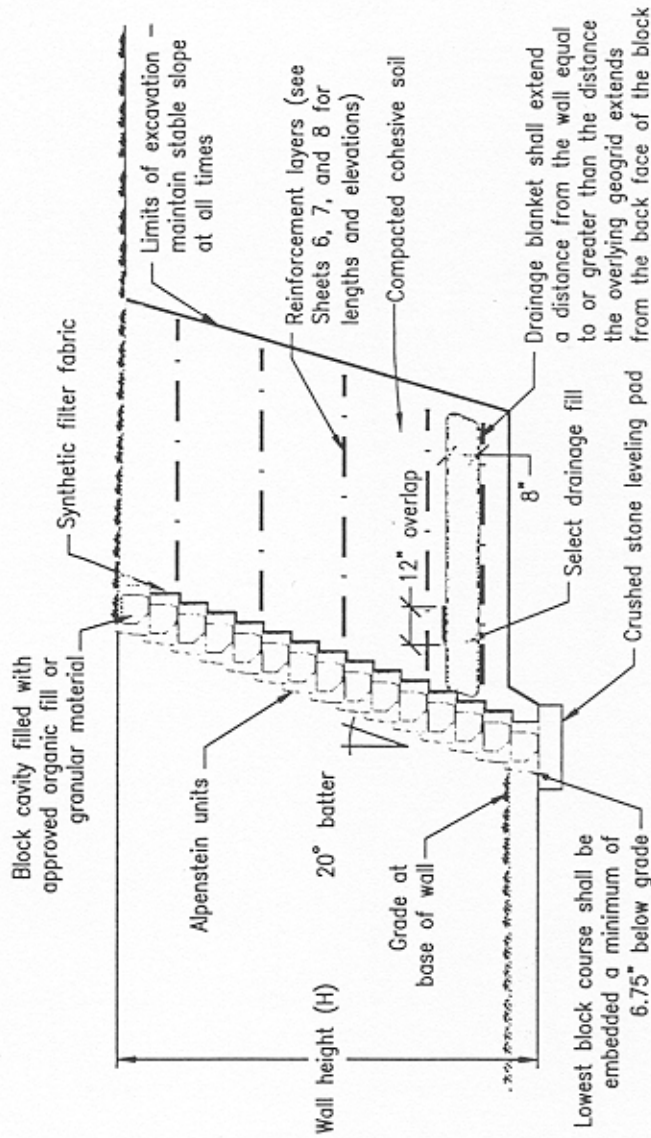 Block cavity filled with
approved organic fill or
granular material
Synthetic filter fabric
Limits of excavation –
maintain stable slope
at all times
Alpenstein units
Reinforcement layers (see
Sheets 6, 7, and 8 for
lengths and elevations)
Wall height (H)
20° batter
12" overlap
Compacted cohesive soil
Grade at
base of wall
8"
Select drainage fill
Drainage blanket shall extend
a distance from the wall equal
to or greater than the distance
the overlying geogrid extends
from the back face of the block
Lowest block course shall be
embedded a minimum of
6.75" below grade
Crushed stone leveling pad